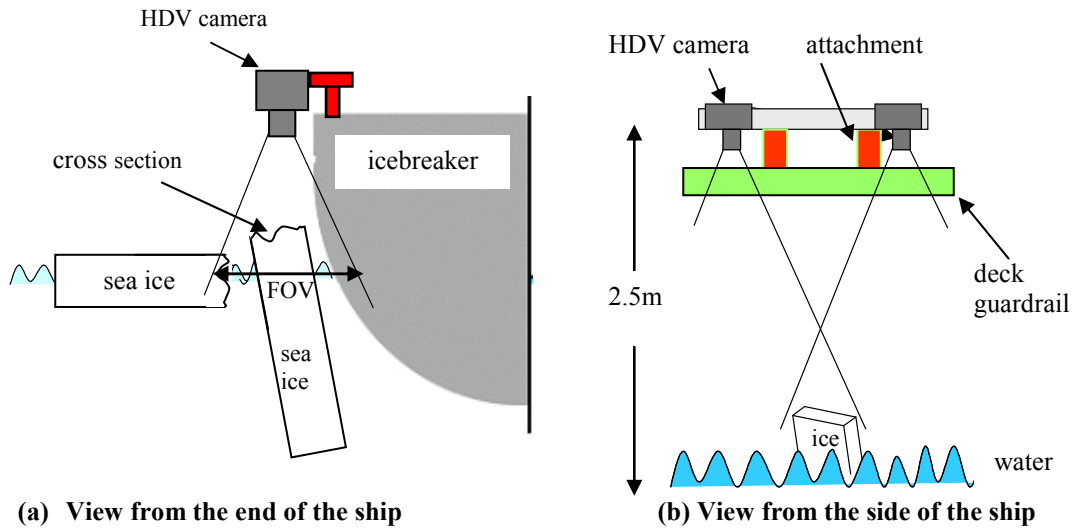 HDV camera
cross section
icebreaker
sea ice
FOV
sea
ice
(a) View from the end of the ship
HDV camera
attachment
2.5m
deck
guardrail
ice
water
(b) View from the side of the ship